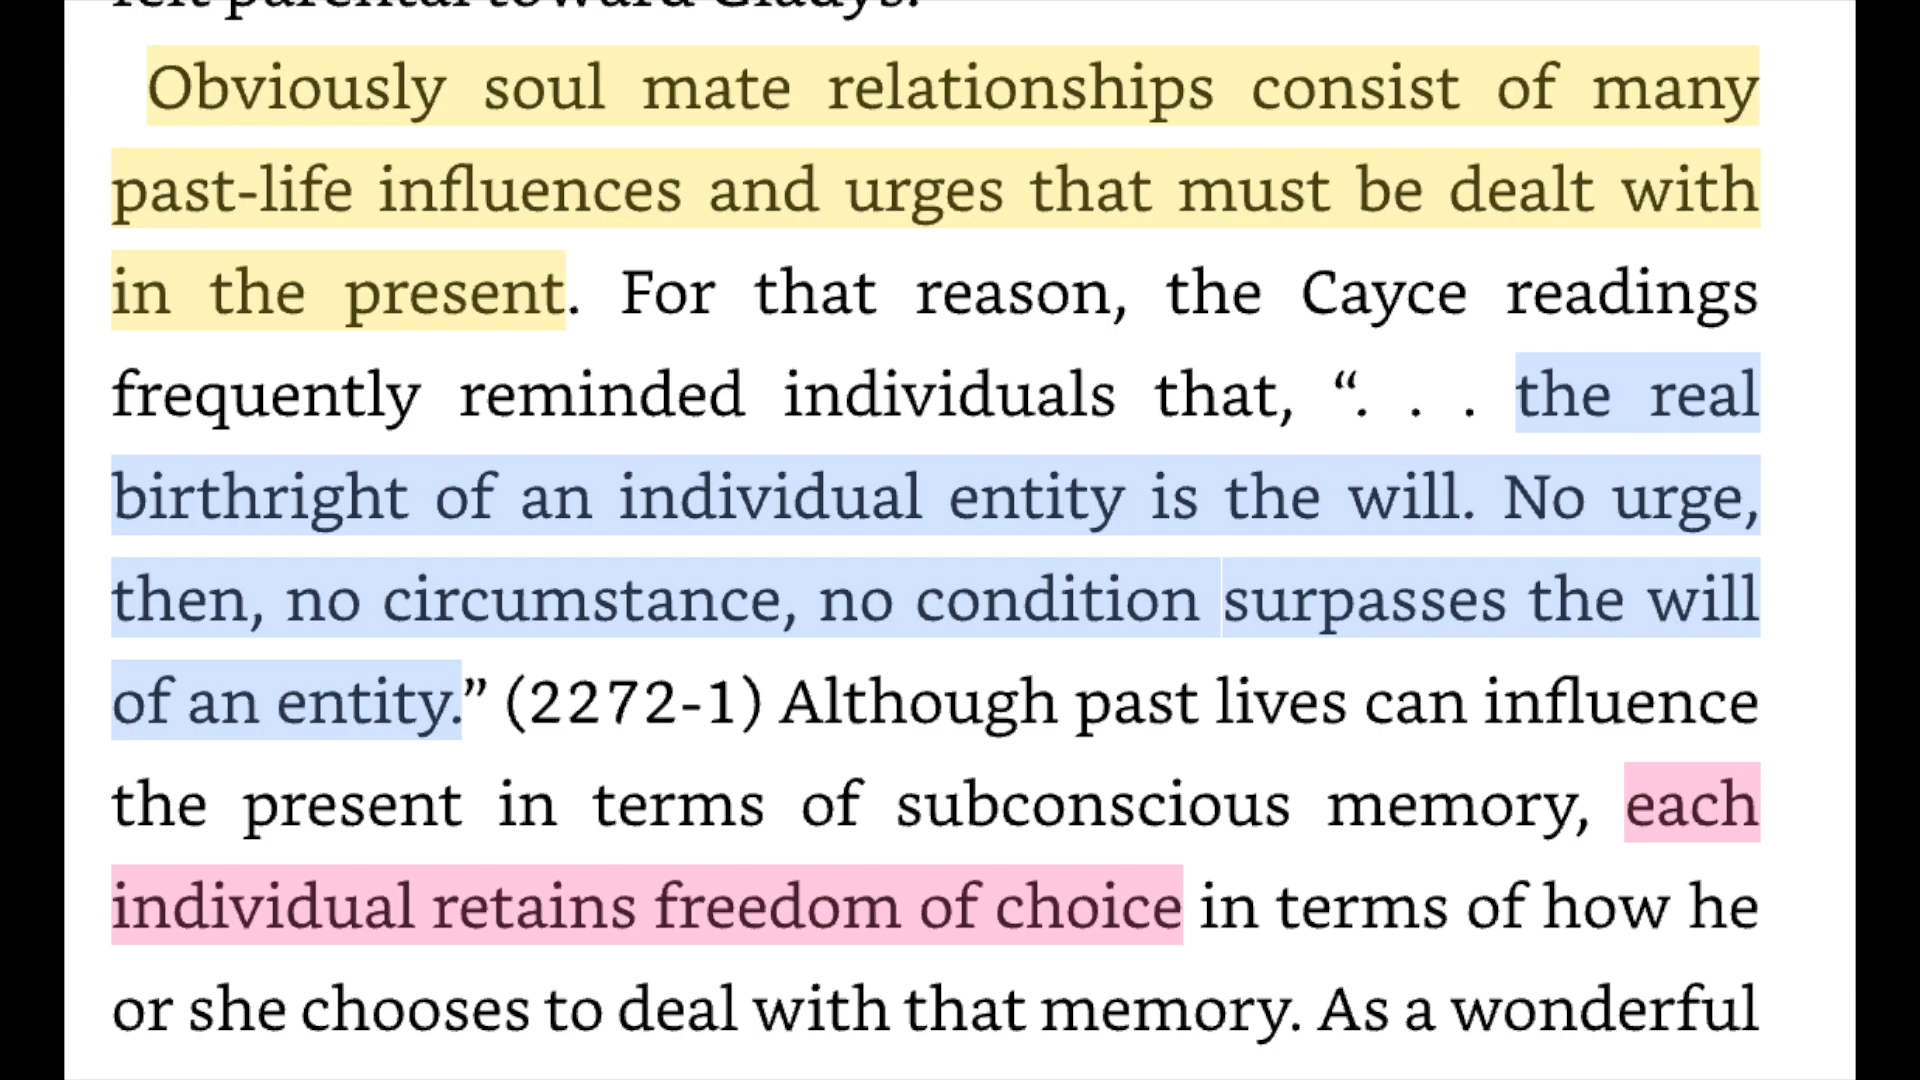 felt parental toward Gladys.
Obviously soul mate relationships consist of many
past-life influences and urges that must be dealt with
in the present. For that reason, the Cayce readings
frequently reminded individuals that, “. . . the real
birthright of an individual entity is the will. No urge,
then, no circumstance, no condition surpasses the will
of an entity.” (2272-1) Although past lives can influence
the present in terms of subconscious memory, each
individual retains freedom of choice in terms of how he
or she chooses to deal with that memory. As a wonderful